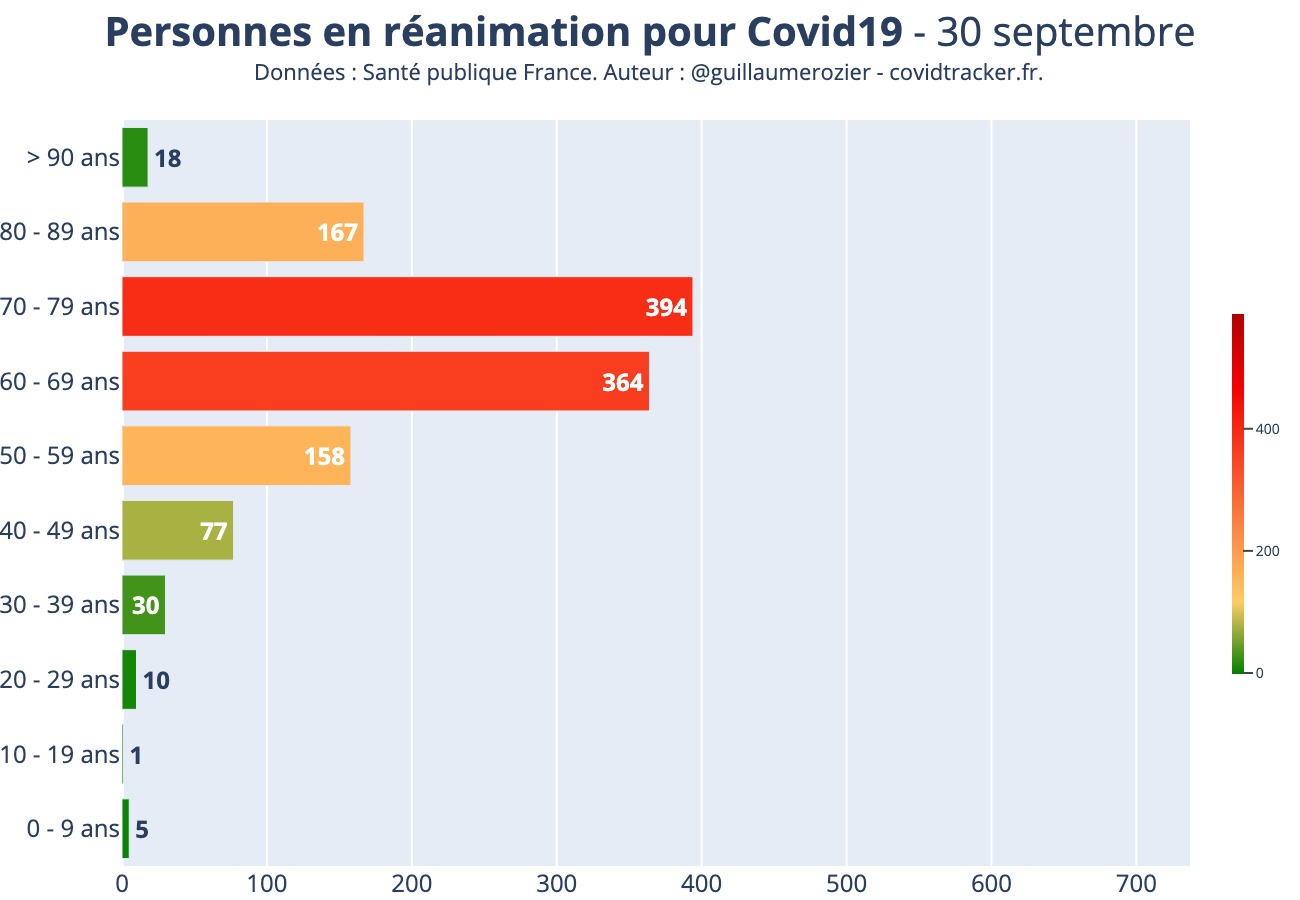 Personnes en réanimation pour Covid19 - 30 septembre
Données : Santé publique France. Auteur : @guillaumerozier - covidtracker.fr.
> 90 ans 18
80 - 89 ans 167
70 - 79 ans 394
60 - 69 ans 364
50 - 59 ans 158
40 - 49 ans 77
30 - 39 ans 30
20 - 29 ans 10
10 - 19 ans 1
0 - 9 ans 5
0 100 200 300 400 500 600 700
400
200
0